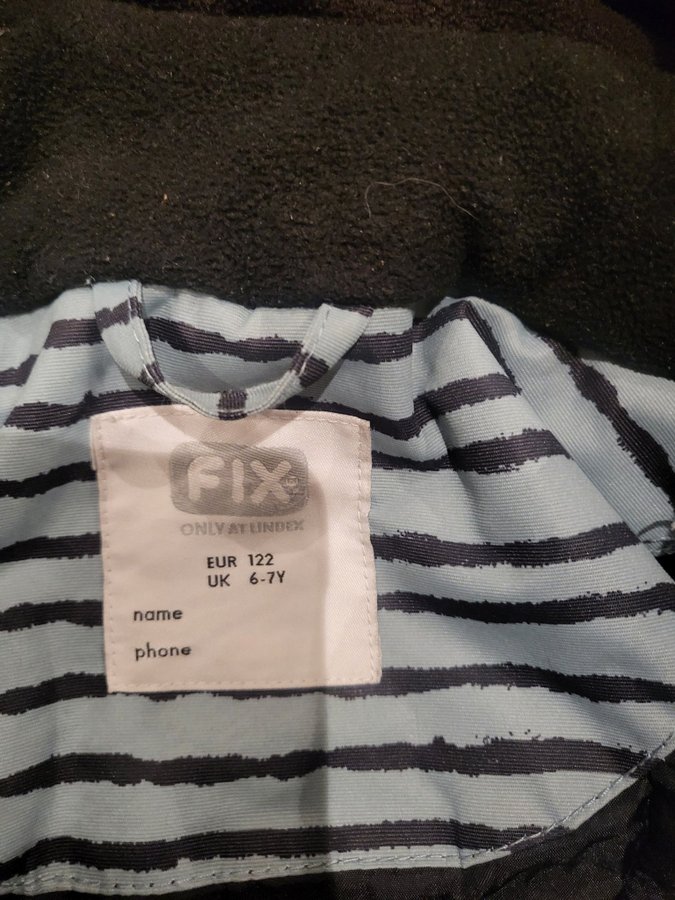 FIX
ONLY AT LINDEX
EUR 122
UK 6-7Y
name
phone